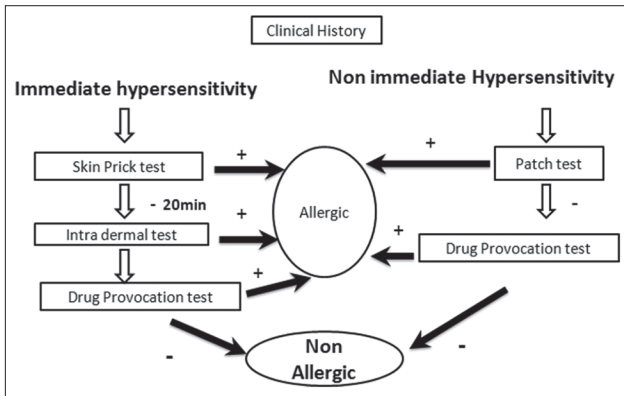 Clinical History
Immediate hypersensitivity
Non immediate Hypersensitivity
Skin Prick test
+
Allergic
+
Patch test
- 20min
+
-
Intra dermal test
+
Drug Provocation test
+
Drug Provocation test
-
Non
Allergic
-